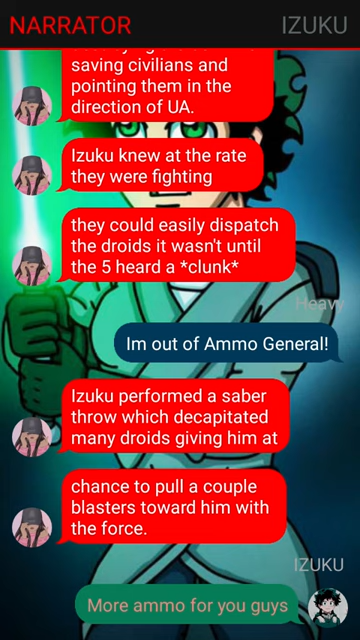 NARRATOR IZUKU
saving civilians and
pointing them in the
direction of UA.
Izuku knew at the rate
they were fighting
they could easily dispatch
the droids it wasn't until
the 5 heard a *clunk*
Heavy
Im out of Ammo General!
Izuku performed a saber
throw which decapitated
many droids giving him at
chance to pull a couple
blasters toward him with
the force.
IZUKU
More ammo for you guys